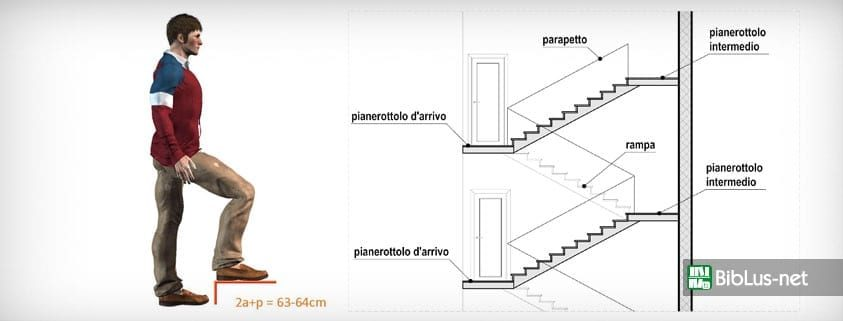 parapetto
pianerottolo
intermedio
pianerottolo d'arrivo
rampa
pianerottolo
intermedio
pianerottolo d'arrivo
2a+p = 63-64cm
BibLus-net